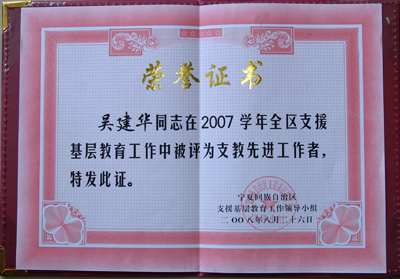 荣誉证书
吴建华同志在2007学年全区支援
基层教育工作中被评为支教先进工作者，
特发此证。
宁夏回族自治区
支援基层教育工作领导小组
二OO八年八月二十六日